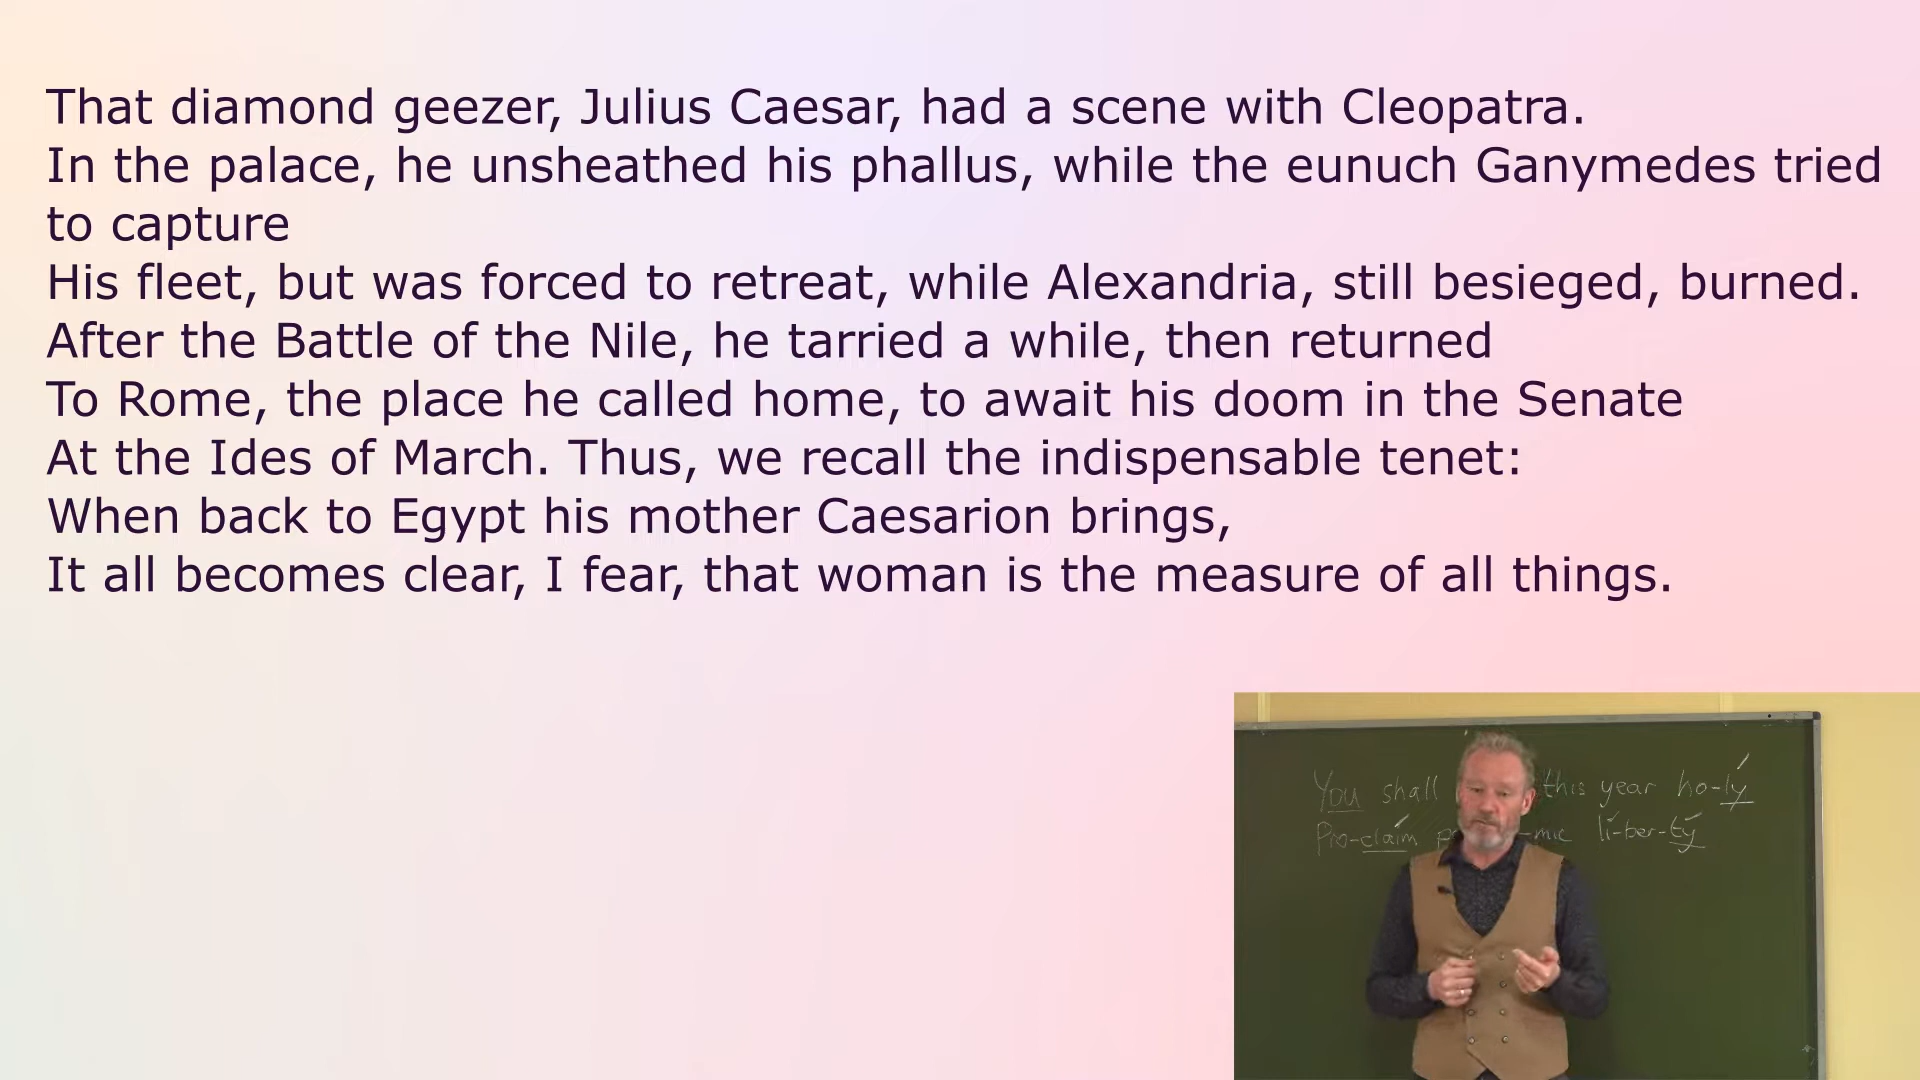 That diamond geezer, Julius Caesar, had a scene with Cleopatra.
In the palace, he unsheathed his phallus, while the eunuch Ganymedes tried
to capture
His fleet, but was forced to retreat, while Alexandria, still besieged, burned.
After the Battle of the Nile, he tarried a while, then returned
To Rome, the place he called home, to await his doom in the Senate
At the Ides of March. Thus, we recall the indispensable tenet:
When back to Egypt his mother Caesarion brings,
It all becomes clear, I fear, that woman is the measure of all things.
You shall this year ho-ly
Pro-claim -mic li-ber-ty